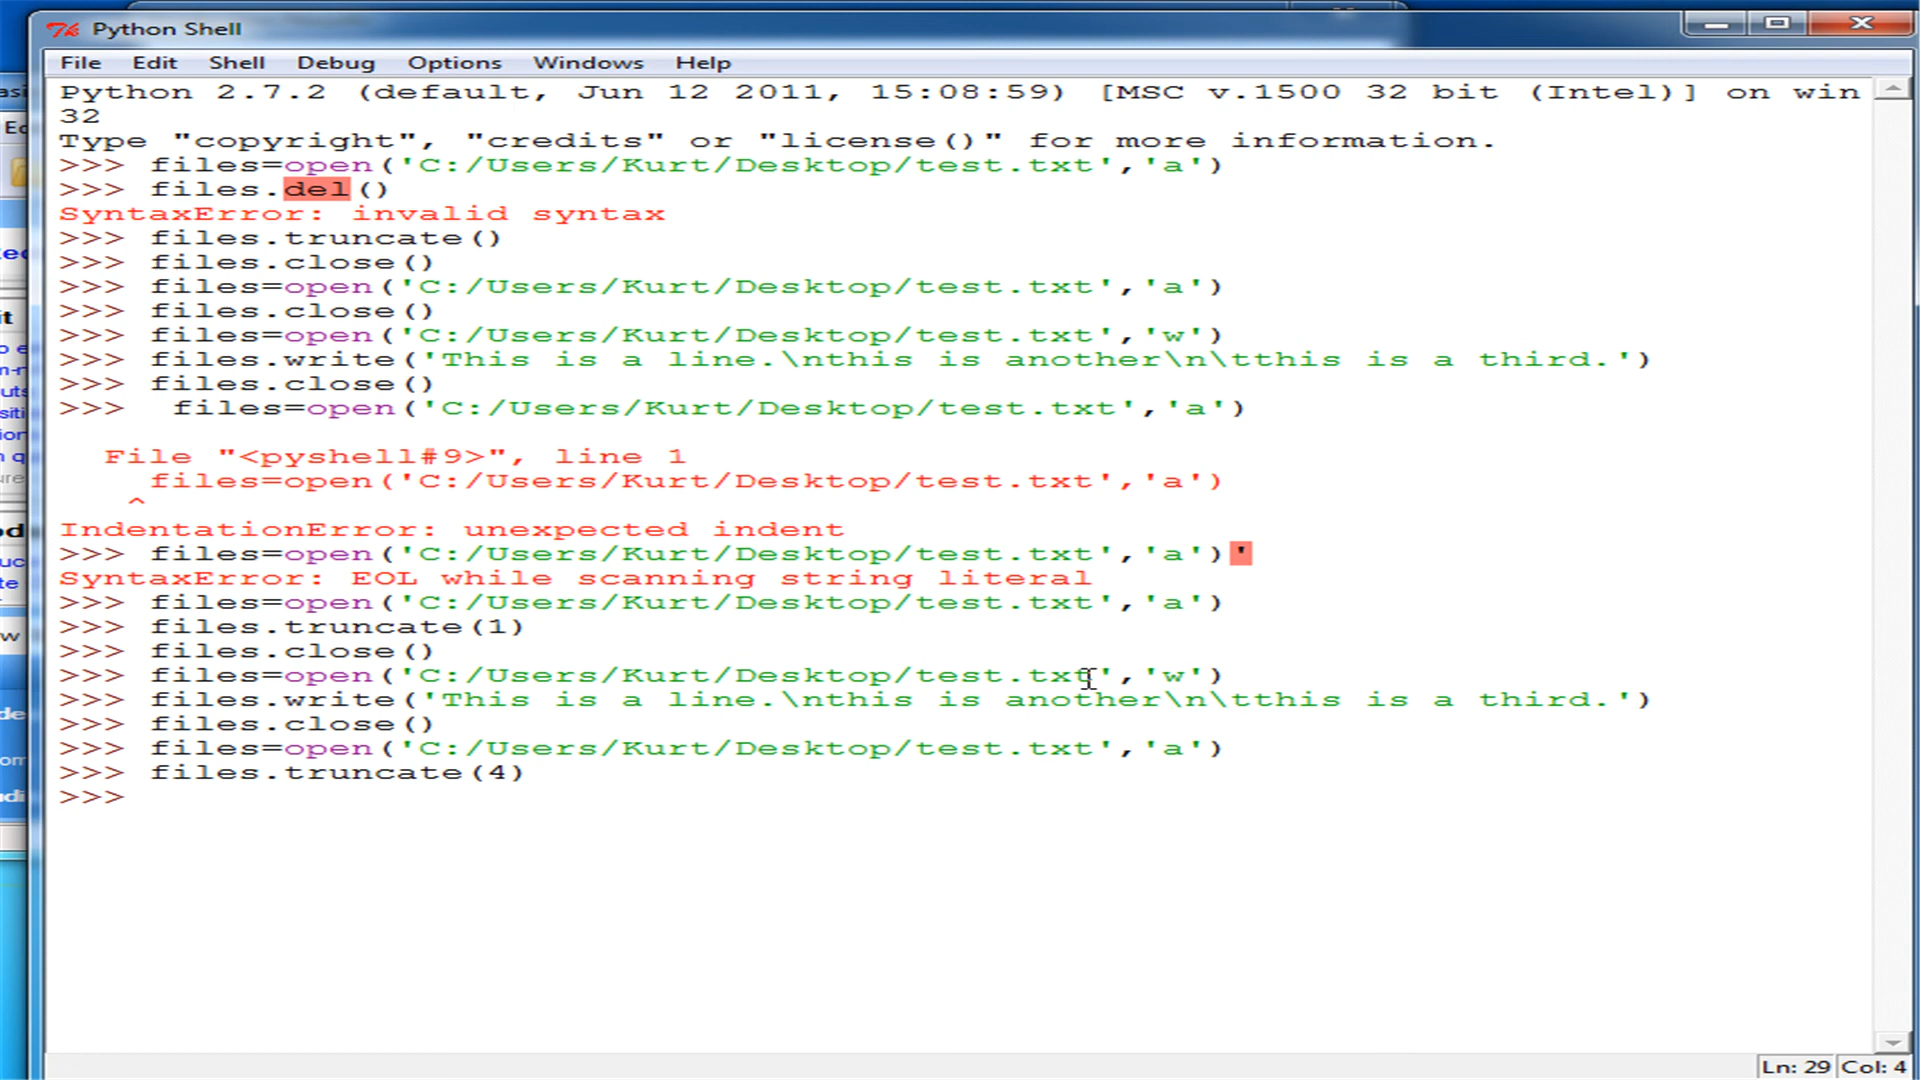 Python Shell
File Edit Shell Debug Options Windows Help
Python 2.7.2 (default, Jun 12 2011, 15:08:59) [MSC v.1500 32 bit (Intel)] on win
32
Type "copyright", "credits" or "license()" for more information.
>>> files=open('C:/Users/Kurt/Desktop/test.txt','a')
>>> files.del()
SyntaxError: invalid syntax
>>> files.truncate()
>>> files.close()
>>> files=open('C:/Users/Kurt/Desktop/test.txt','a')
>>> files.close()
>>> files=open('C:/Users/Kurt/Desktop/test.txt','w')
>>> files.write('This is a line.\nthis is another\n\tthis is a third.')
>>> files.close()
>>>  files=open('C:/Users/Kurt/Desktop/test.txt','a')
  File "<pyshell#9>", line 1
    files=open('C:/Users/Kurt/Desktop/test.txt','a')
   ^
IndentationError: unexpected indent
>>> files=open('C:/Users/Kurt/Desktop/test.txt','a')'
SyntaxError: EOL while scanning string literal
>>> files=open('C:/Users/Kurt/Desktop/test.txt','a')
>>> files.truncate(1)
>>> files.close()
>>> files=open('C:/Users/Kurt/Desktop/test.txt','w')
>>> files.write('This is a line.\nthis is another\n\tthis is a third.')
>>> files.close()
>>> files=open('C:/Users/Kurt/Desktop/test.txt','a')
>>> files.truncate(4)
>>>
Ln: 29 Col: 4